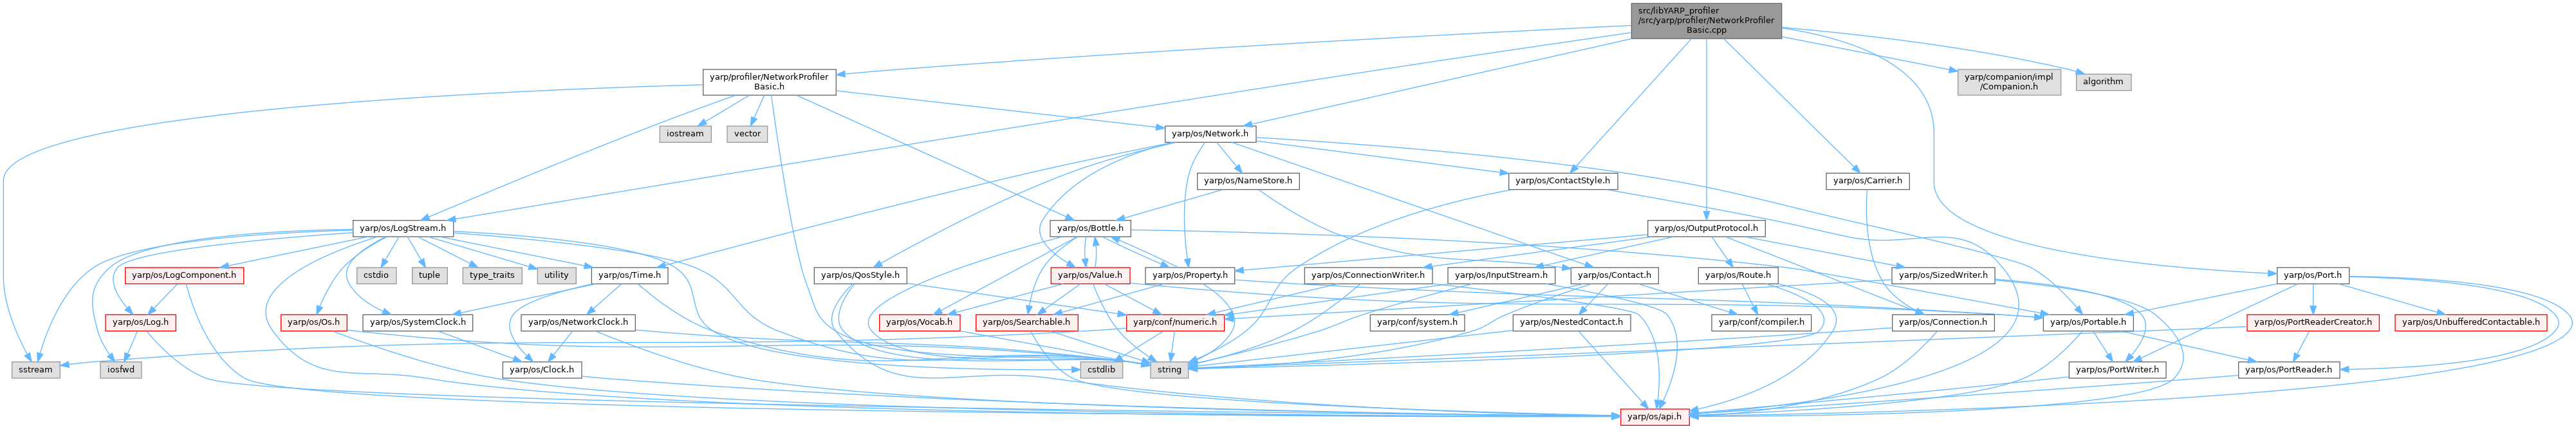 src/libYARP_profiler
/src/yarp/profiler/NetworkProfiler
Basic.cpp
yarp/profiler/NetworkProfiler
Basic.h
yarp/companion/impl
/Companion.h
algorithm
iostream
vector
yarp/os/Network.h
yarp/os/NameStore.h
yarp/os/ContactStyle.h
yarp/os/Carrier.h
yarp/os/LogStream.h
yarp/os/Bottle.h
yarp/os/OutputProtocol.h
yarp/os/LogComponent.h
cstdio
tuple
type_traits
utility
yarp/os/Time.h
yarp/os/QosStyle.h
yarp/os/Value.h
yarp/os/Property.h
yarp/os/ConnectionWriter.h
yarp/os/InputStream.h
yarp/os/Contact.h
yarp/os/Route.h
yarp/os/SizedWriter.h
yarp/os/Port.h
yarp/os/Log.h
yarp/os/Os.h
yarp/os/SystemClock.h
yarp/os/NetworkClock.h
yarp/os/Vocab.h
yarp/os/Searchable.h
yarp/conf/numeric.h
yarp/conf/system.h
yarp/os/NestedContact.h
yarp/conf/compiler.h
yarp/os/Connection.h
yarp/os/Portable.h
yarp/os/PortReaderCreator.h
yarp/os/UnbufferedContactable.h
sstream
iosfwd
yarp/os/Clock.h
cstdlib
string
yarp/os/PortWriter.h
yarp/os/PortReader.h
yarp/os/api.h